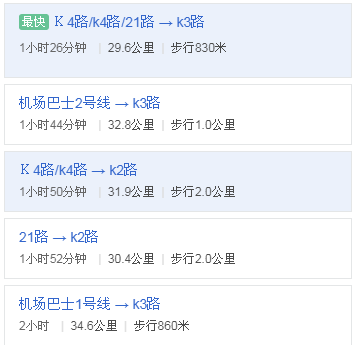 最快 K 4路/k4路/21路 → k3路
1小时26分钟 | 29.6公里 | 步行830米
机场巴士2号线 → k3路
1小时44分钟 | 32.8公里 | 步行1.0公里
K 4路/k4路 → k2路
1小时50分钟 | 31.9公里 | 步行2.0公里
21路 → k2路
1小时52分钟 | 30.4公里 | 步行2.0公里
机场巴士1号线 → k3路
2小时 | 34.6公里 | 步行860米